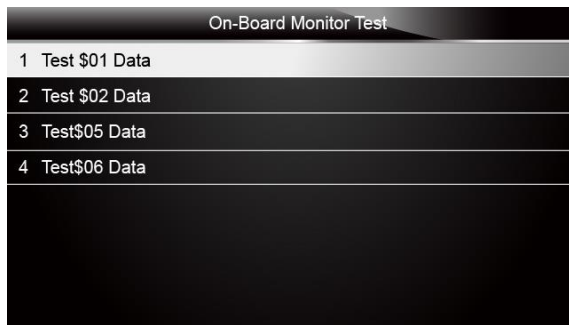 On-Board Monitor Test
1 Test $01 Data
2 Test $02 Data
3 Test$05 Data
4 Test$06 Data